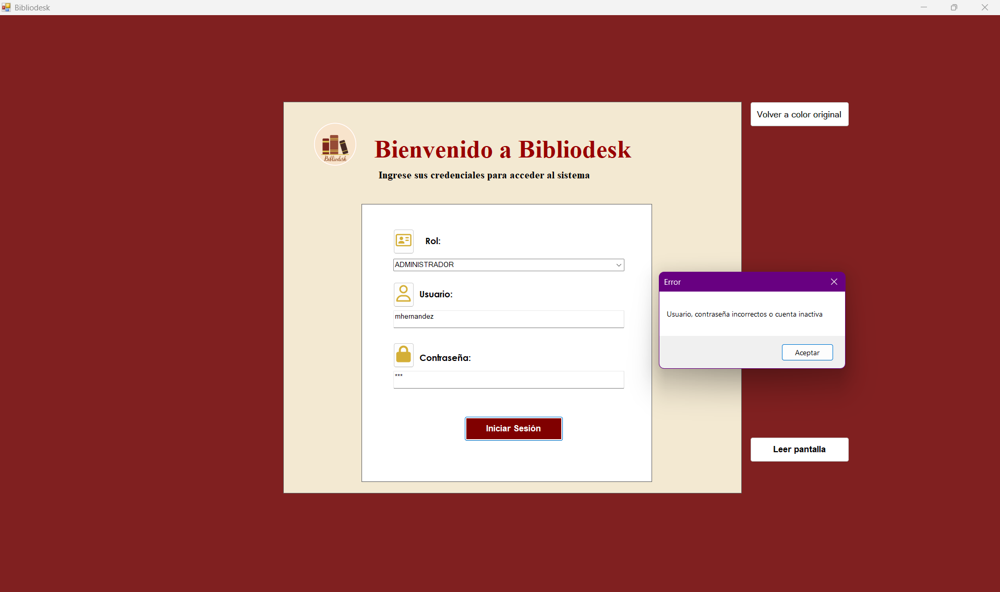 Bibliodesk
Volver a color original
Bibliodesk
Bienvenido a Bibliodesk
Ingrese sus credenciales para acceder al sistema
Rol:
ADMINISTRADOR
Usuario:
mhernandez
Contraseña:
***
Iniciar Sesión
Error
Usuario, contraseña incorrectos o cuenta inactiva
Aceptar
Leer pantalla